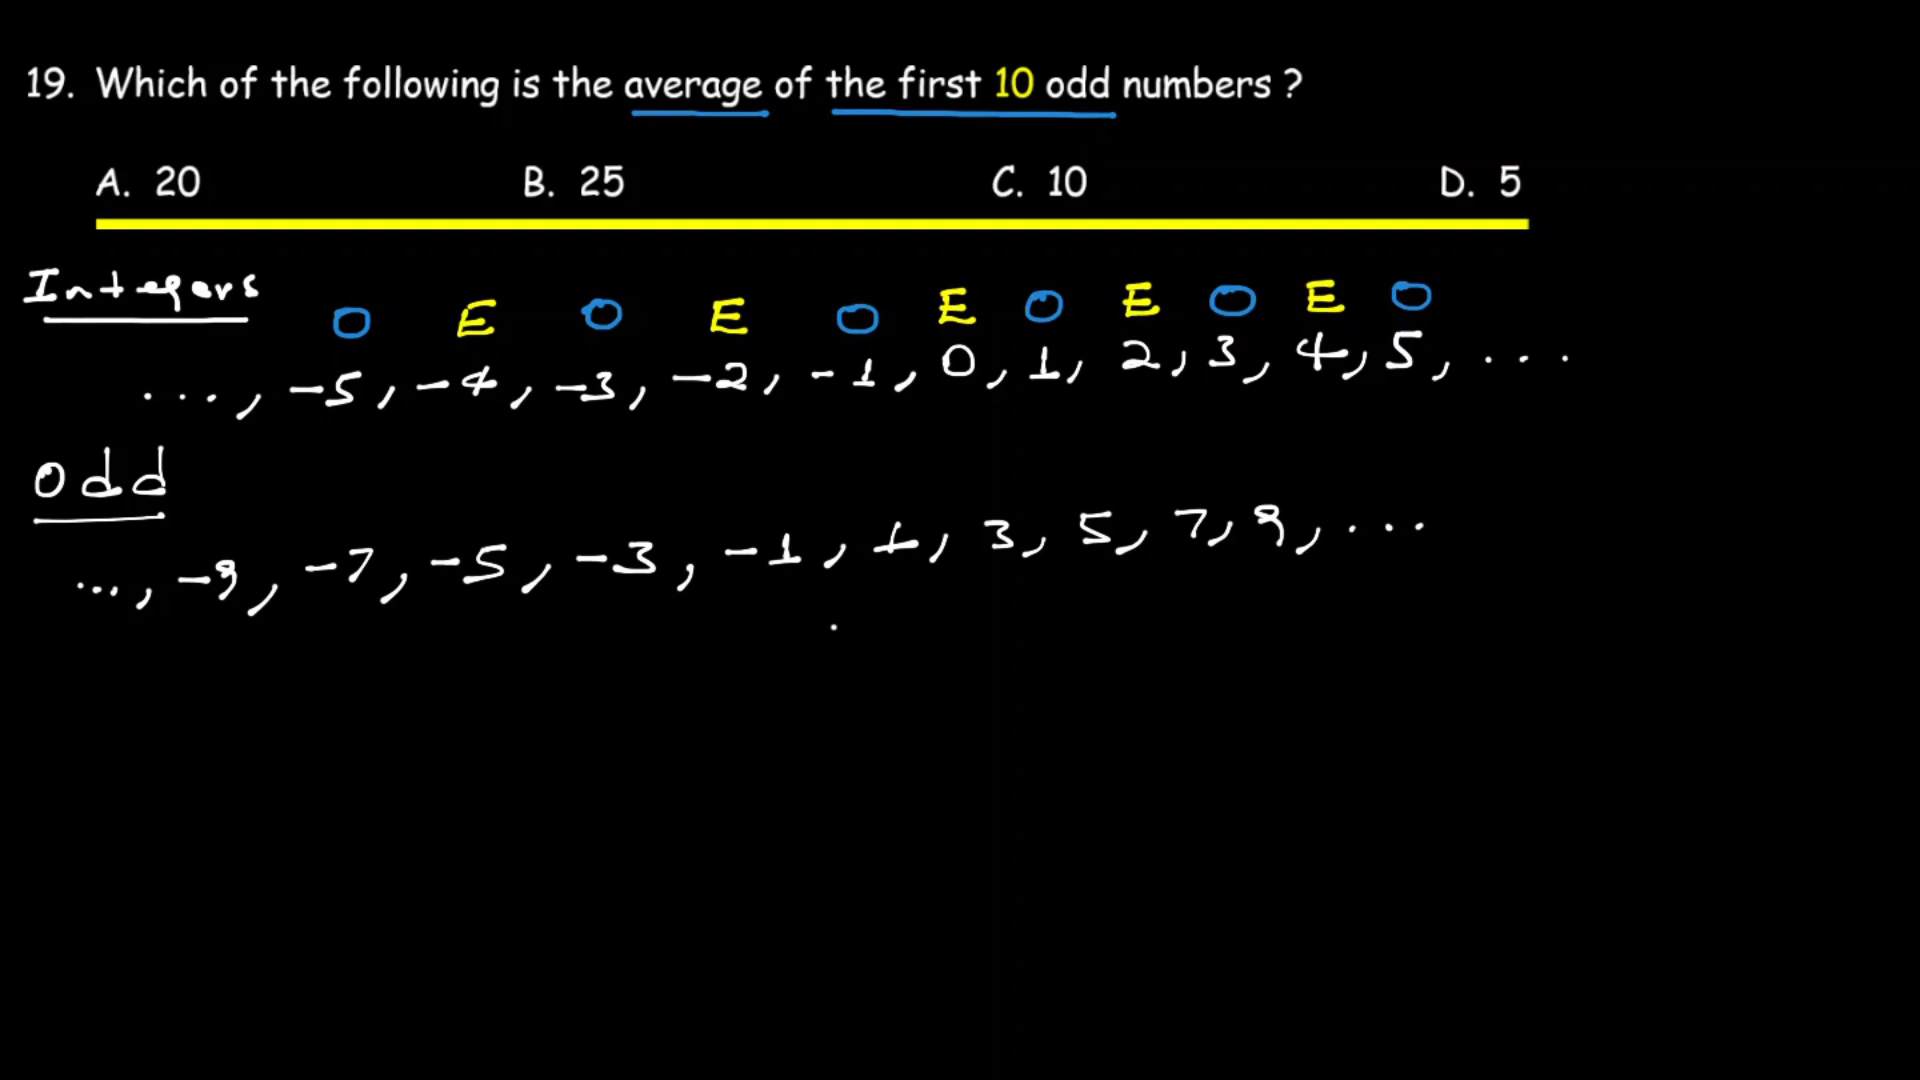 19. Which of the following is the average of the first 10 odd numbers ?
A. 20 B. 25 C. 10 D. 5
Integers
O E O E O E O E O E O
..., -5, -4, -3, -2, -1, 0, 1, 2, 3, 4, 5, ...
Odd
..., -9, -7, -5, -3, -1, 1, 3, 5, 7, 9, ...